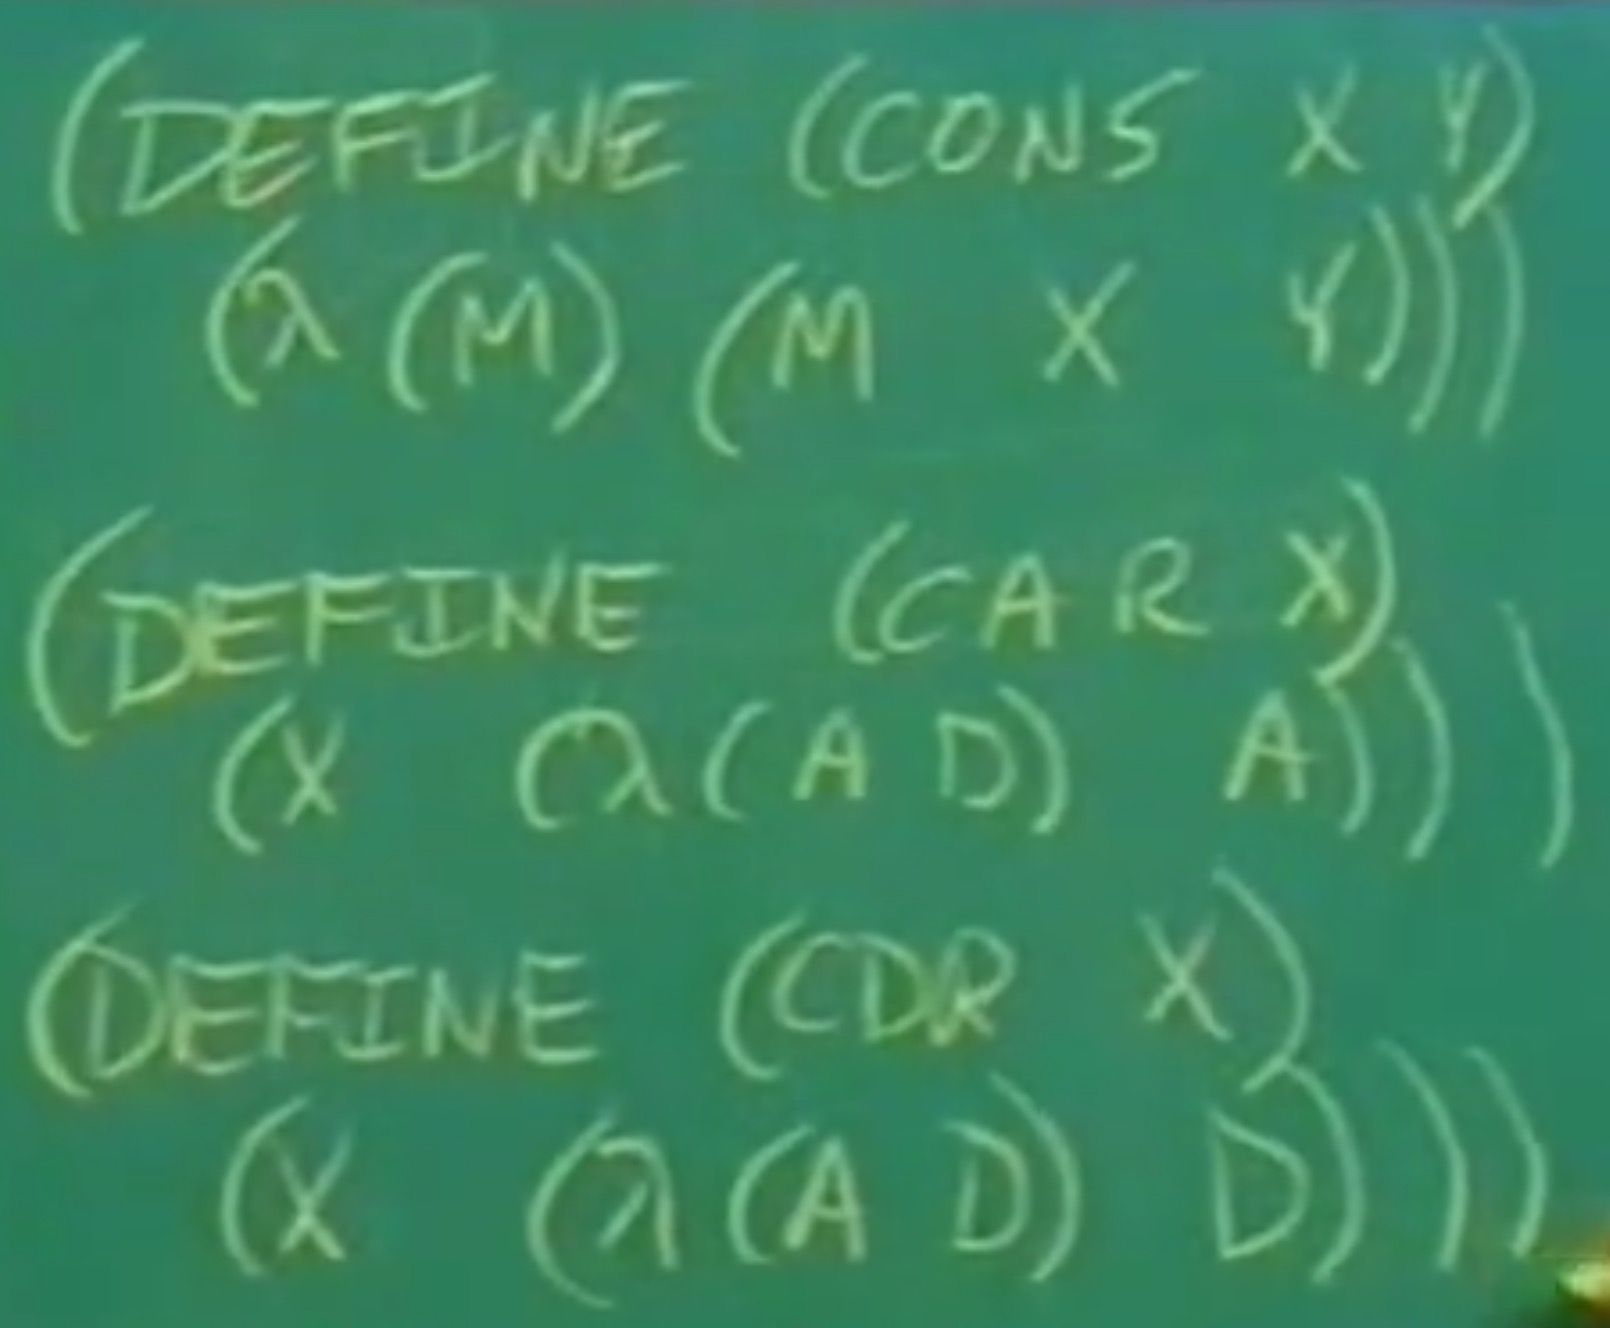 (DEFINE (CONS X Y)
(λ (M) (M X Y)))
(DEFINE (CAR X)
(X (λ (A D) A)))
(DEFINE (CDR X)
(X (λ (A D) D)))